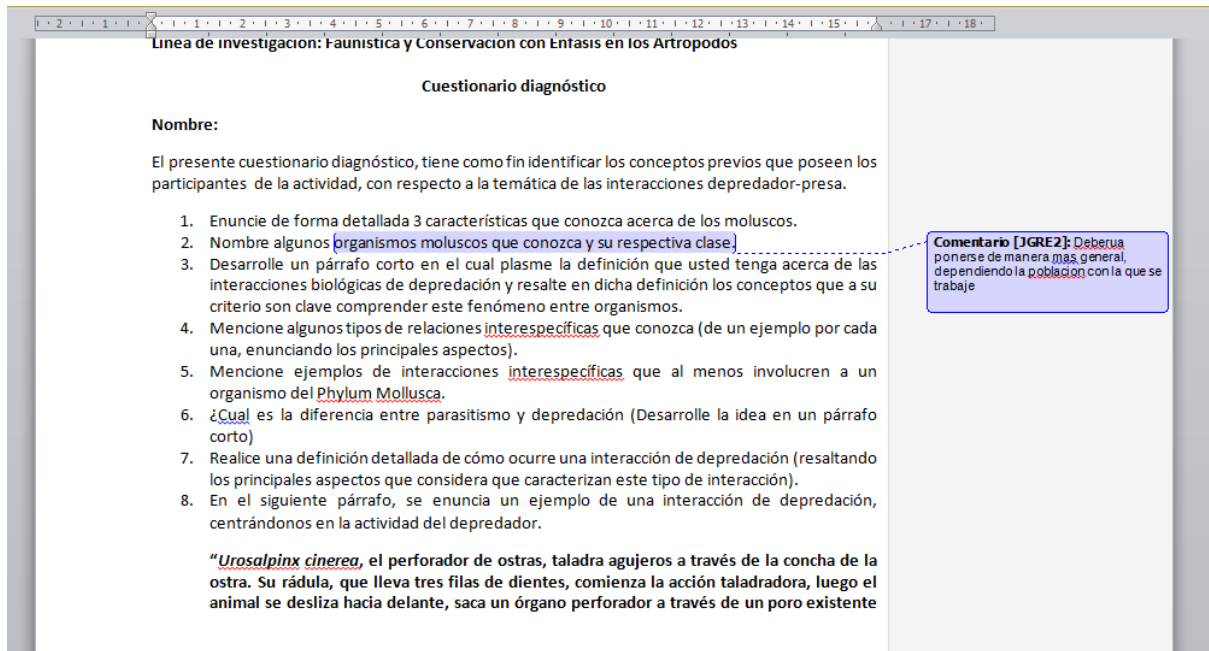 2 · 1 · 1 · 1 · 2 · 3 · 4 · 5 · 6 · 7 · 8 · 9 · 10 · 11 · 12 · 13 · 14 · 15 · 17 · 18
Línea de investigación: Faunística y Conservación con Énfasis en los Artrópodos
Cuestionario diagnóstico
Nombre:
El presente cuestionario diagnóstico, tiene como fin identificar los conceptos previos que poseen los
participantes de la actividad, con respecto a la temática de las interacciones depredador-presa.
1. Enuncie de forma detallada 3 características que conozca acerca de los moluscos.
2. Nombre algunos organismos moluscos que conozca y su respectiva clase.
3. Desarrolle un párrafo corto en el cual plasme la definición que usted tenga acerca de las
interacciones biológicas de depredación y resalte en dicha definición los conceptos que a su
criterio son clave comprender este fenómeno entre organismos.
4. Mencione algunos tipos de relaciones interespecíficas que conozca (de un ejemplo por cada
una, enunciando los principales aspectos).
5. Mencione ejemplos de interacciones interespecíficas que al menos involucren a un
organismo del Phylum Mollusca.
6. ¿Cual es la diferencia entre parasitismo y depredación (Desarrolle la idea en un párrafo
corto)
7. Realice una definición detallada de cómo ocurre una interacción de depredación (resaltando
los principales aspectos que considera que caracterizan este tipo de interacción).
8. En el siguiente párrafo, se enuncia un ejemplo de una interacción de depredación,
centrándonos en la actividad del depredador.
“Urosalpinx cinerea, el perforador de ostras, taladra agujeros a través de la concha de la
ostra. Su rádula, que lleva tres filas de dientes, comienza la acción taladradora, luego el
animal se desliza hacia delante, saca un órgano perforador a través de un poro existente
Comentario [JGRE2]: Deberua
ponerse de manera mas general,
dependiendo la poblacion con la que se
trabaje